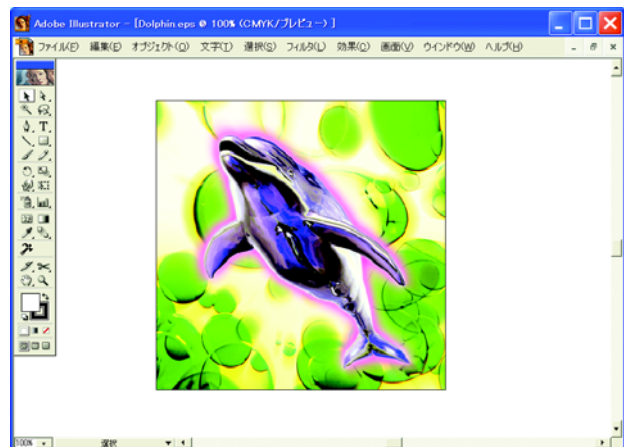 Adobe Illustrator - [Dolphin.eps @ 100% (CMYK/プレビュー) ]
ファイル(F) 編集(E) オブジェクト(O) 文字(T) 選択(S) フィルタ(L) 効果(C) 画面(V) ウインドウ(W) ヘルプ(H)
100% 選択